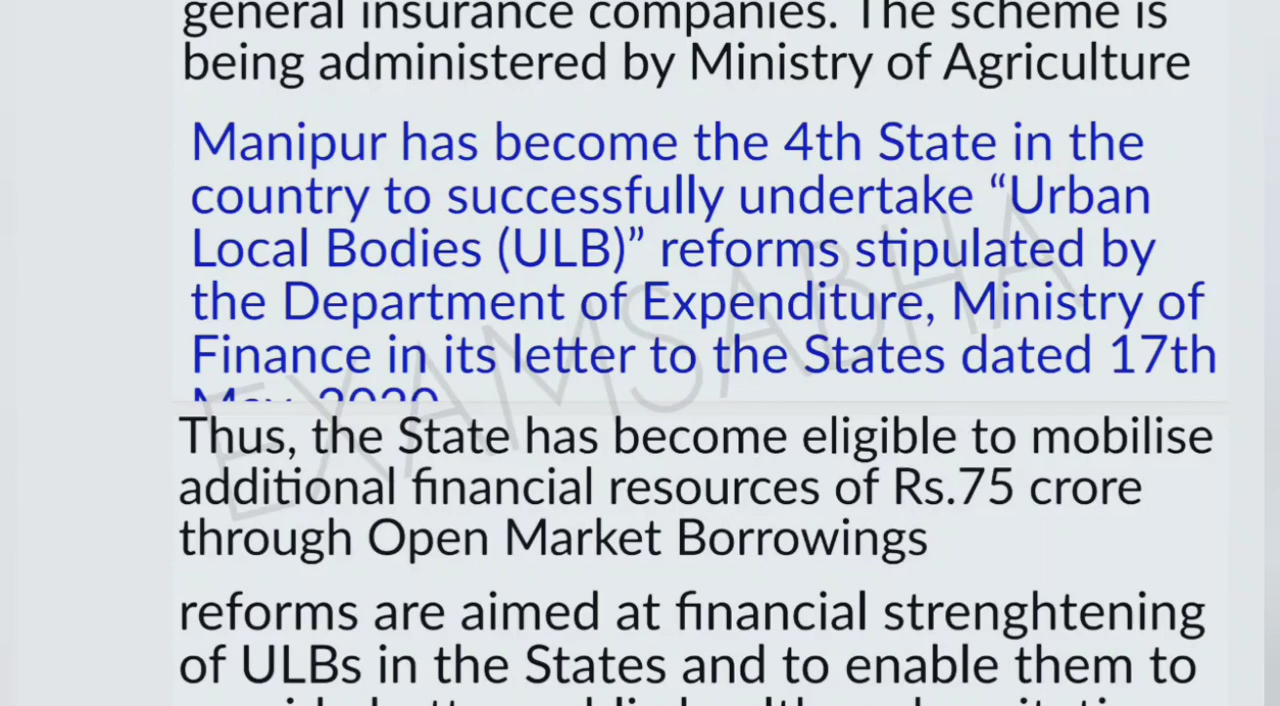 general insurance companies. The scheme is
being administered by Ministry of Agriculture
Manipur has become the 4th State in the
country to successfully undertake “Urban
Local Bodies (ULB)” reforms stipulated by
the Department of Expenditure, Ministry of
Finance in its letter to the States dated 17th
May, 2020
Thus, the State has become eligible to mobilise
additional financial resources of Rs.75 crore
through Open Market Borrowings
reforms are aimed at financial strenghtening
of ULBs in the States and to enable them to
EXAMSABHA